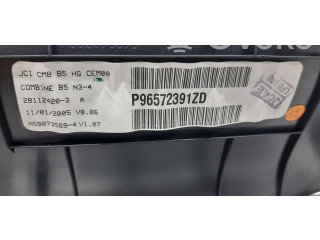 JCI CMB B5 HG CEM00
COMBINE B5 N3-4
28112420-3 A
11/01/2005 V0.06
HS9073569-4 V1.07
P96572391ZD